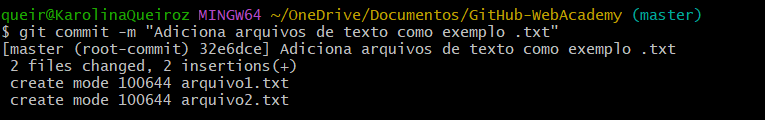 queir@KarolinaQueiroz MINGW64 ~/OneDrive/Documentos/GitHub-WebAcademy (master)
$ git commit -m "Adiciona arquivos de texto como exemplo .txt"
[master (root-commit) 32e6dce] Adiciona arquivos de texto como exemplo .txt
 2 files changed, 2 insertions(+)
 create mode 100644 arquivo1.txt
 create mode 100644 arquivo2.txt